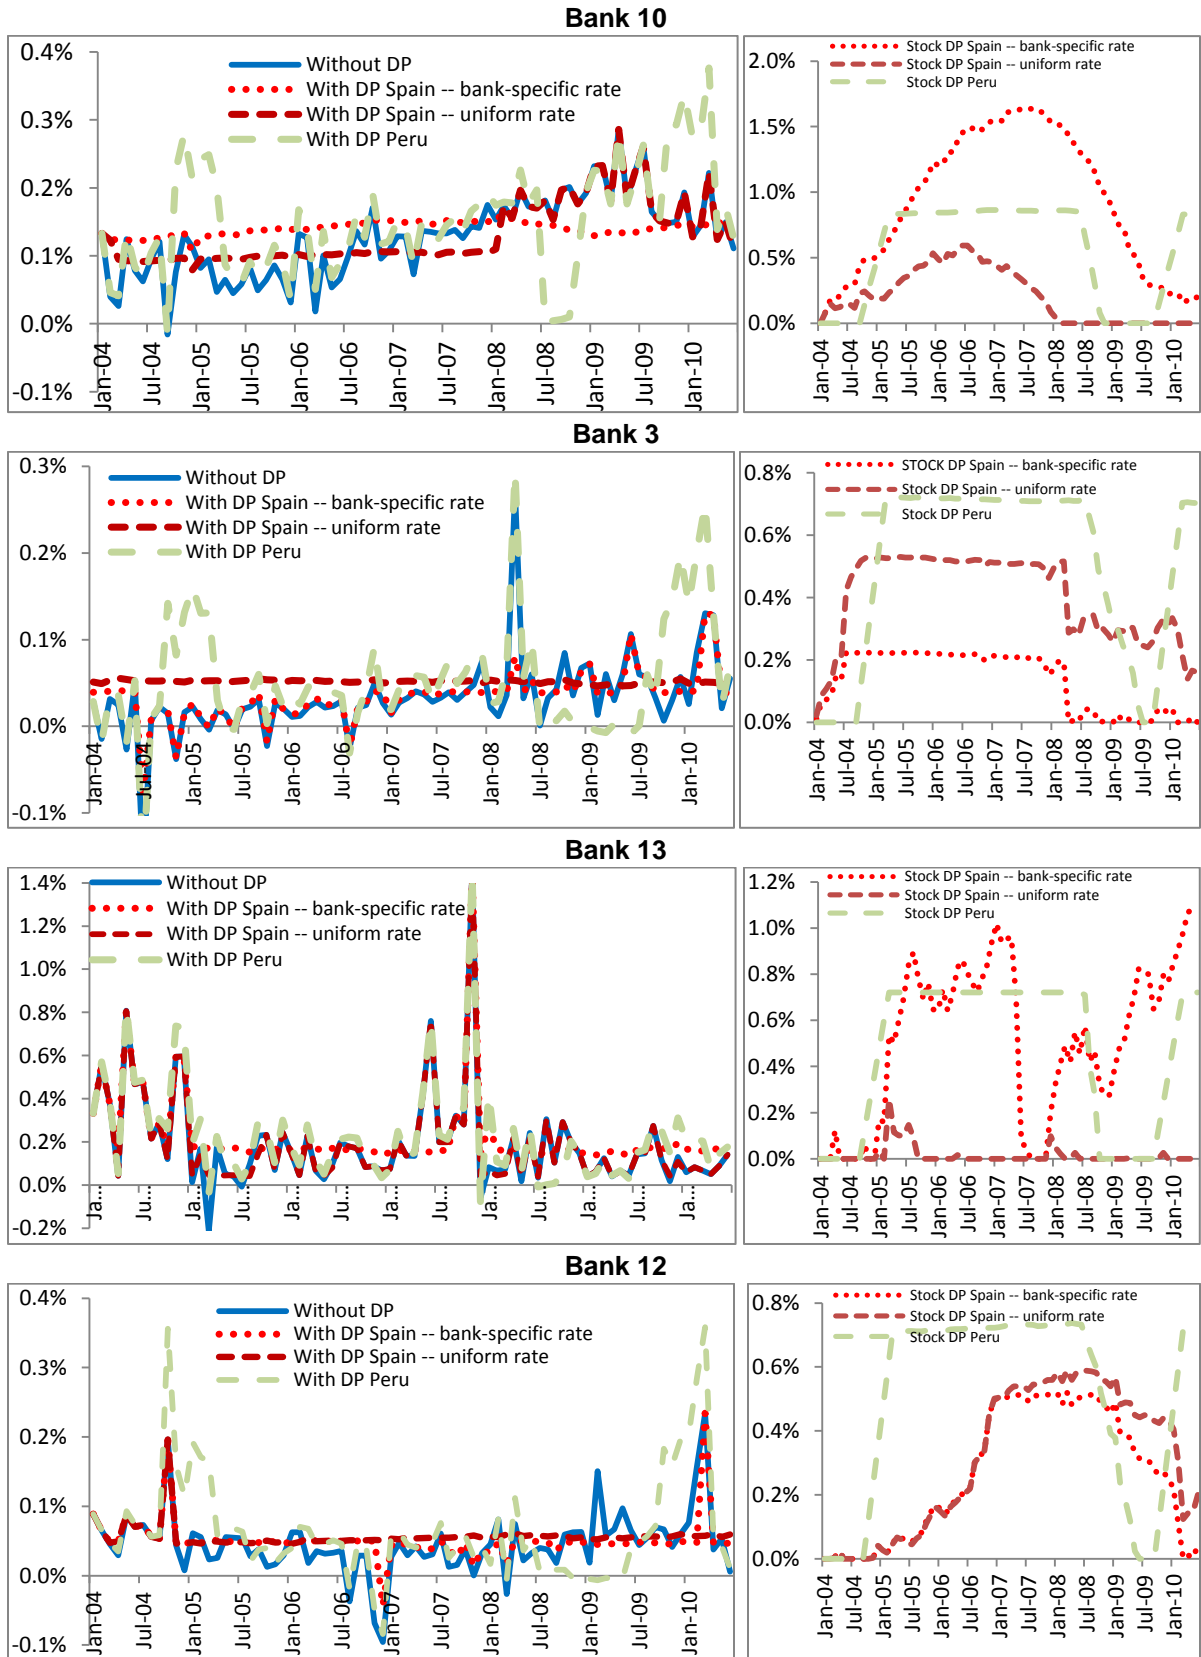 Bank 10
0.4%
0.3%
0.2%
0.1%
0.0%
-0.1%
Without DP
With DP Spain -- bank-specific rate
With DP Spain -- uniform rate
With DP Peru
Jan-04
Jul-04
Jan-05
Jul-05
Jan-06
Jul-06
Jan-07
Jul-07
Jan-08
Jul-08
Jan-09
Jul-09
Jan-10
Stock DP Spain -- bank-specific rate
Stock DP Spain -- uniform rate
Stock DP Peru
2.0%
1.5%
1.0%
0.5%
0.0%
Jan-04
Jul-04
Jan-05
Jul-05
Jan-06
Jul-06
Jan-07
Jul-07
Jan-08
Jul-08
Jan-09
Jul-09
Jan-10
Bank 3
0.3%
0.2%
0.1%
0.0%
-0.1%
Without DP
With DP Spain -- bank-specific rate
With DP Spain -- uniform rate
With DP Peru
Jan-04
Jul-04
Jan-05
Jul-05
Jan-06
Jul-06
Jan-07
Jul-07
Jan-08
Jul-08
Jan-09
Jul-09
Jan-10
STOCK DP Spain -- bank-specific rate
Stock DP Spain -- uniform rate
Stock DP Peru
0.8%
0.6%
0.4%
0.2%
0.0%
Jan-04
Jul-04
Jan-05
Jul-05
Jan-06
Jul-06
Jan-07
Jul-07
Jan-08
Jul-08
Jan-09
Jul-09
Jan-10
Bank 13
1.4%
1.2%
1.0%
0.8%
0.6%
0.4%
0.2%
0.0%
-0.2%
Without DP
With DP Spain -- bank-specific rate
With DP Spain -- uniform rate
With DP Peru
Ja…
Jul…
Ja…
Jul…
Ja…
Jul…
Ja…
Jul…
Ja…
Jul…
Ja…
Jul…
Ja…
Stock DP Spain -- bank-specific rate
Stock DP Spain -- uniform rate
Stock DP Peru
1.2%
1.0%
0.8%
0.6%
0.4%
0.2%
0.0%
Jan-04
Jul-04
Jan-05
Jul-05
Jan-06
Jul-06
Jan-07
Jul-07
Jan-08
Jul-08
Jan-09
Jul-09
Jan-10
Bank 12
0.4%
0.3%
0.2%
0.1%
0.0%
-0.1%
Without DP
With DP Spain -- bank-specific rate
With DP Spain -- uniform rate
With DP Peru
Jan-04
Jul-04
Jan-05
Jul-05
Jan-06
Jul-06
Jan-07
Jul-07
Jan-08
Jul-08
Jan-09
Jul-09
Jan-10
Stock DP Spain -- bank-specific rate
Stock DP Spain -- uniform rate
Stock DP Peru
0.8%
0.6%
0.4%
0.2%
0.0%
Jan-04
Jul-04
Jan-05
Jul-05
Jan-06
Jul-06
Jan-07
Jul-07
Jan-08
Jul-08
Jan-09
Jul-09
Jan-10